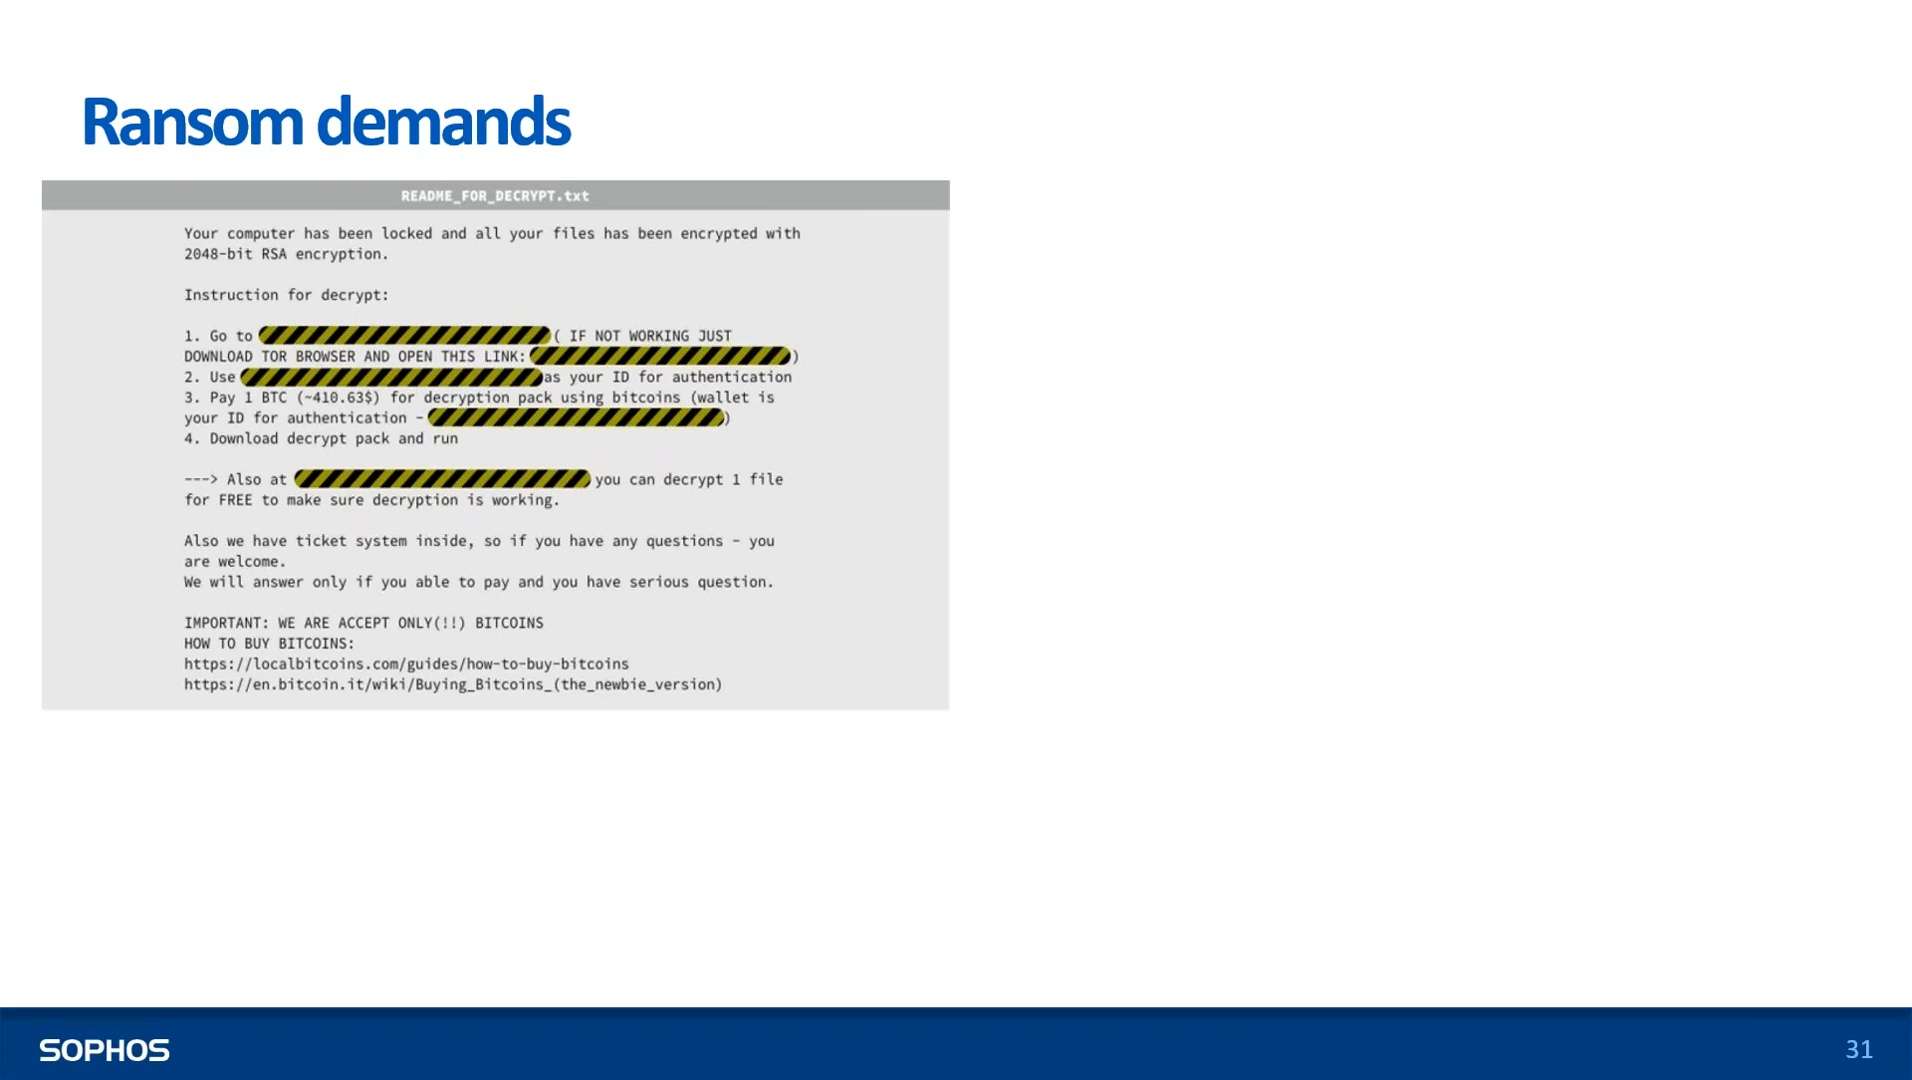 Ransom demands
README_FOR_DECRYPT.txt
Your computer has been locked and all your files has been encrypted with
2048-bit RSA encryption.
Instruction for decrypt:
1. Go to ( IF NOT WORKING JUST
DOWNLOAD TOR BROWSER AND OPEN THIS LINK: )
2. Use as your ID for authentication
3. Pay 1 BTC (~410.63$) for decryption pack using bitcoins (wallet is
your ID for authentication - )
4. Download decrypt pack and run
---> Also at you can decrypt 1 file
for FREE to make sure decryption is working.
Also we have ticket system inside, so if you have any questions - you
are welcome.
We will answer only if you able to pay and you have serious question.
IMPORTANT: WE ARE ACCEPT ONLY(!!) BITCOINS
HOW TO BUY BITCOINS:
https://localbitcoins.com/guides/how-to-buy-bitcoins
https://en.bitcoin.it/wiki/Buying_Bitcoins_(the_newbie_version)
SOPHOS
31